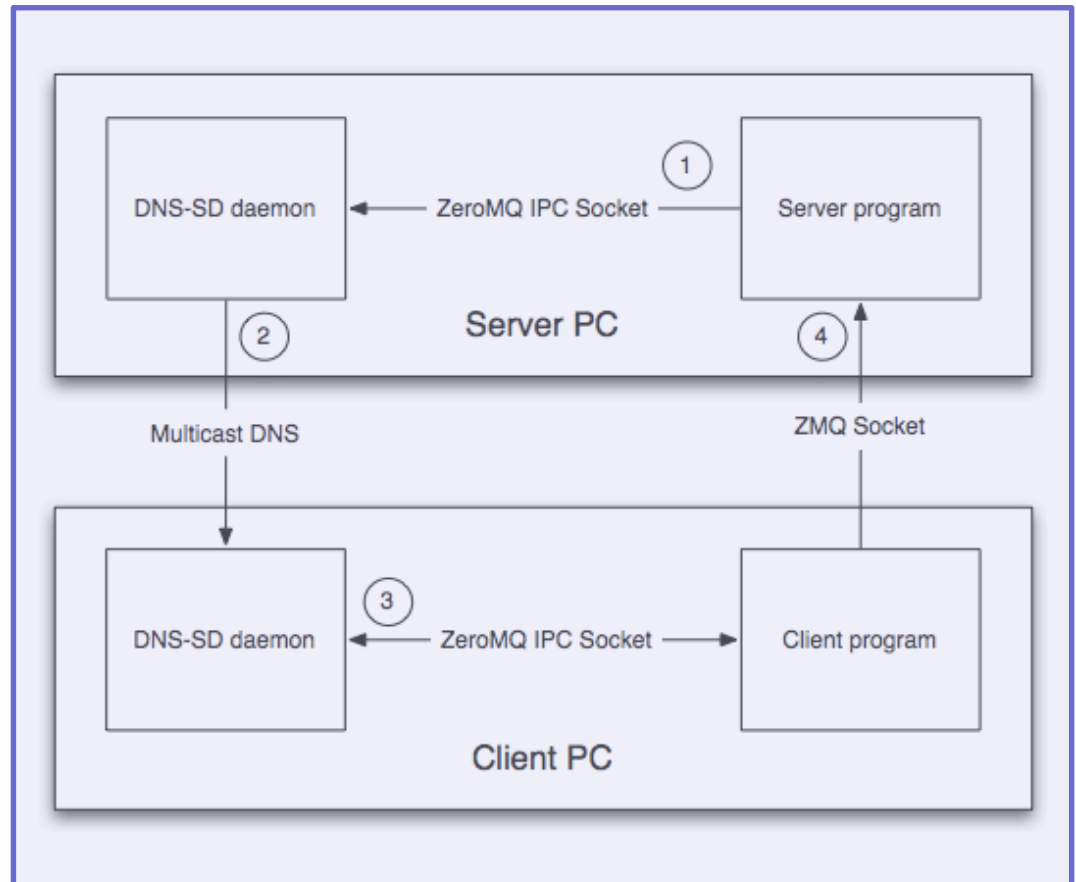 1
DNS-SD daemon
ZeroMQ IPC Socket
Server program
2
Server PC
4
Multicast DNS
ZMQ Socket
3
DNS-SD daemon
ZeroMQ IPC Socket
Client program
Client PC